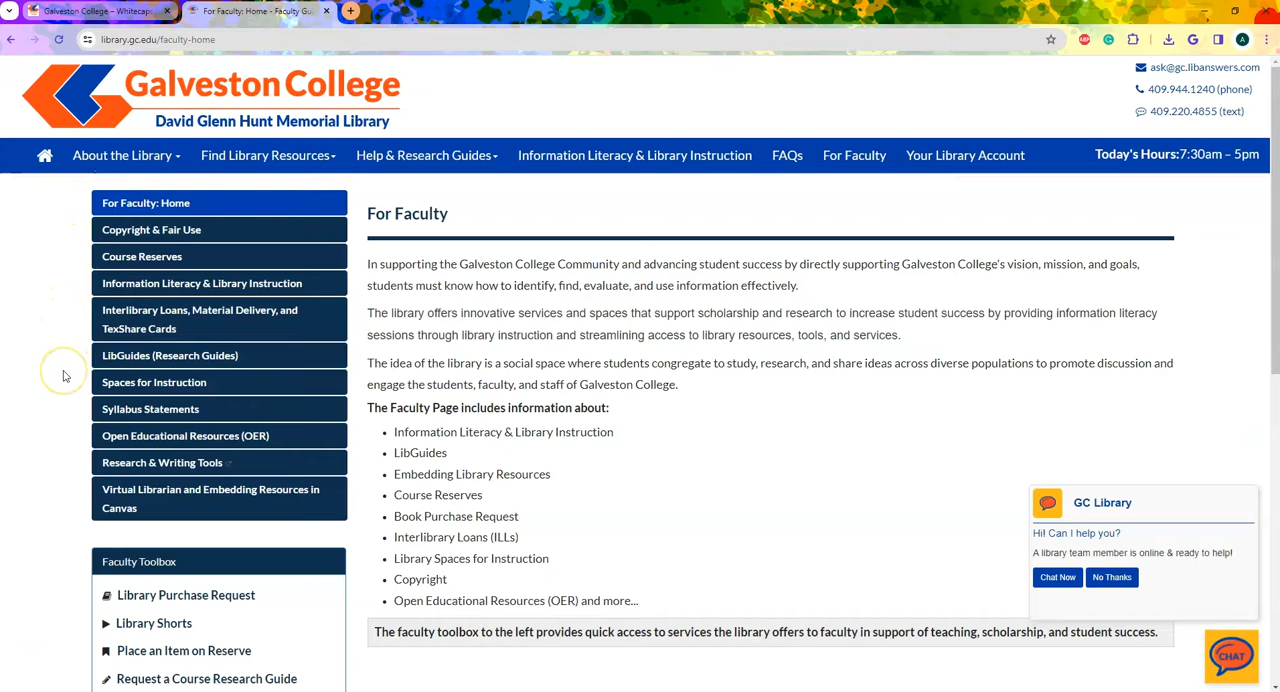 Galveston College – Whitecaps
For Faculty: Home - Faculty Gu
library.gc.edu/faculty-home
Galveston College
David Glenn Hunt Memorial Library
ask@gc.libanswers.com
409.944.1240 (phone)
409.220.4855 (text)
About the Library
Find Library Resources
Help & Research Guides
Information Literacy & Library Instruction
FAQs
For Faculty
Your Library Account
Today's Hours:7:30am – 5pm
For Faculty: Home
Copyright & Fair Use
Course Reserves
Information Literacy & Library Instruction
Interlibrary Loans, Material Delivery, and
TexShare Cards
LibGuides (Research Guides)
Spaces for Instruction
Syllabus Statements
Open Educational Resources (OER)
Research & Writing Tools
Virtual Librarian and Embedding Resources in
Canvas
Faculty Toolbox
Library Purchase Request
Library Shorts
Place an Item on Reserve
Request a Course Research Guide
For Faculty
In supporting the Galveston College Community and advancing student success by directly supporting Galveston College's vision, mission, and goals,
students must know how to identify, find, evaluate, and use information effectively.
The library offers innovative services and spaces that support scholarship and research to increase student success by providing information literacy
sessions through library instruction and streamlining access to library resources, tools, and services.
The idea of the library is a social space where students congregate to study, research, and share ideas across diverse populations to promote discussion and
engage the students, faculty, and staff of Galveston College.
The Faculty Page includes information about:
• Information Literacy & Library Instruction
• LibGuides
• Embedding Library Resources
• Course Reserves
• Book Purchase Request
• Interlibrary Loans (ILLs)
• Library Spaces for Instruction
• Copyright
• Open Educational Resources (OER) and more...
The faculty toolbox to the left provides quick access to services the library offers to faculty in support of teaching, scholarship, and student success.
GC Library
Hi! Can I help you?
A library team member is online & ready to help!
Chat Now
No Thanks
CHAT